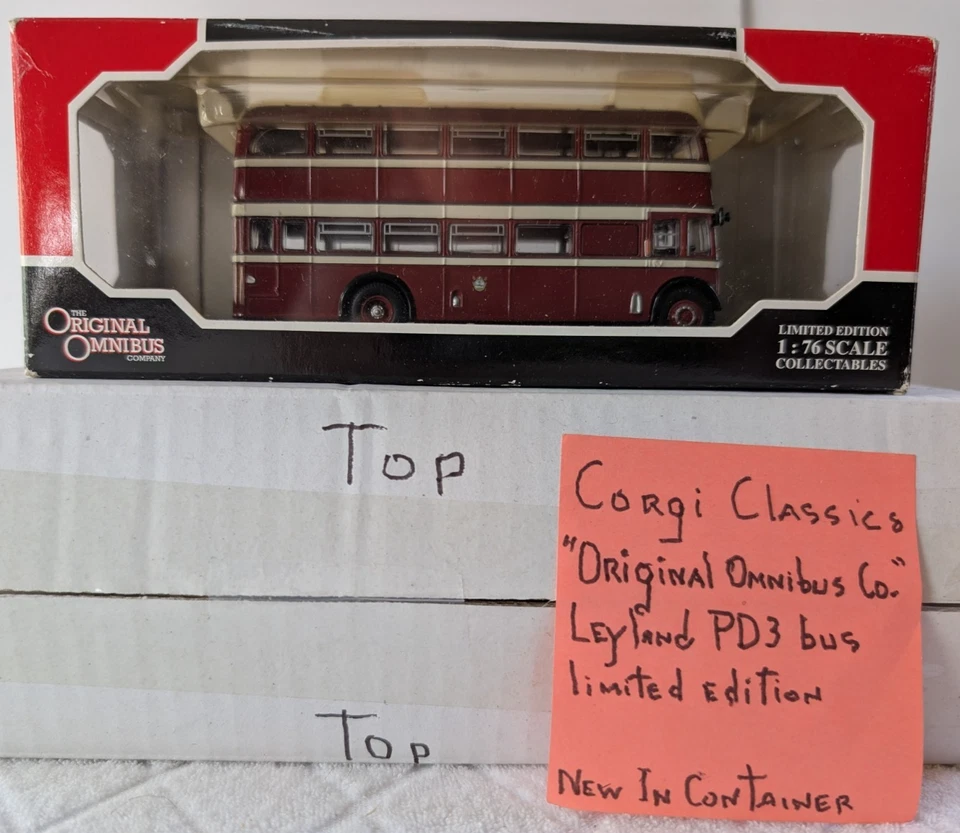 THE
ORIGINAL
OMNIBUS
COMPANY
LIMITED EDITION
1:76 SCALE
COLLECTABLES
Top
Corgi Classics
"Original Omnibus Co."
Leyland PD3 bus
limited edition
New In Container
Top